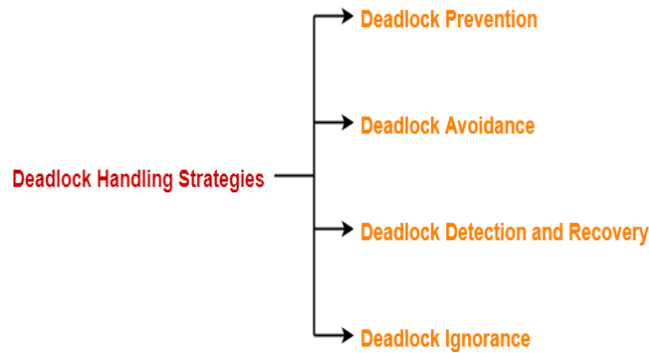 Deadlock Prevention
Deadlock Avoidance
Deadlock Handling Strategies
Deadlock Detection and Recovery
Deadlock Ignorance